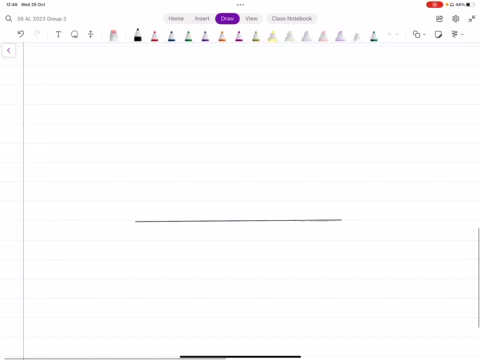 12:48 Wed 26 Oct
44%
S6 AL 2023 Group 3
Home Insert Draw View Class Notebook
T